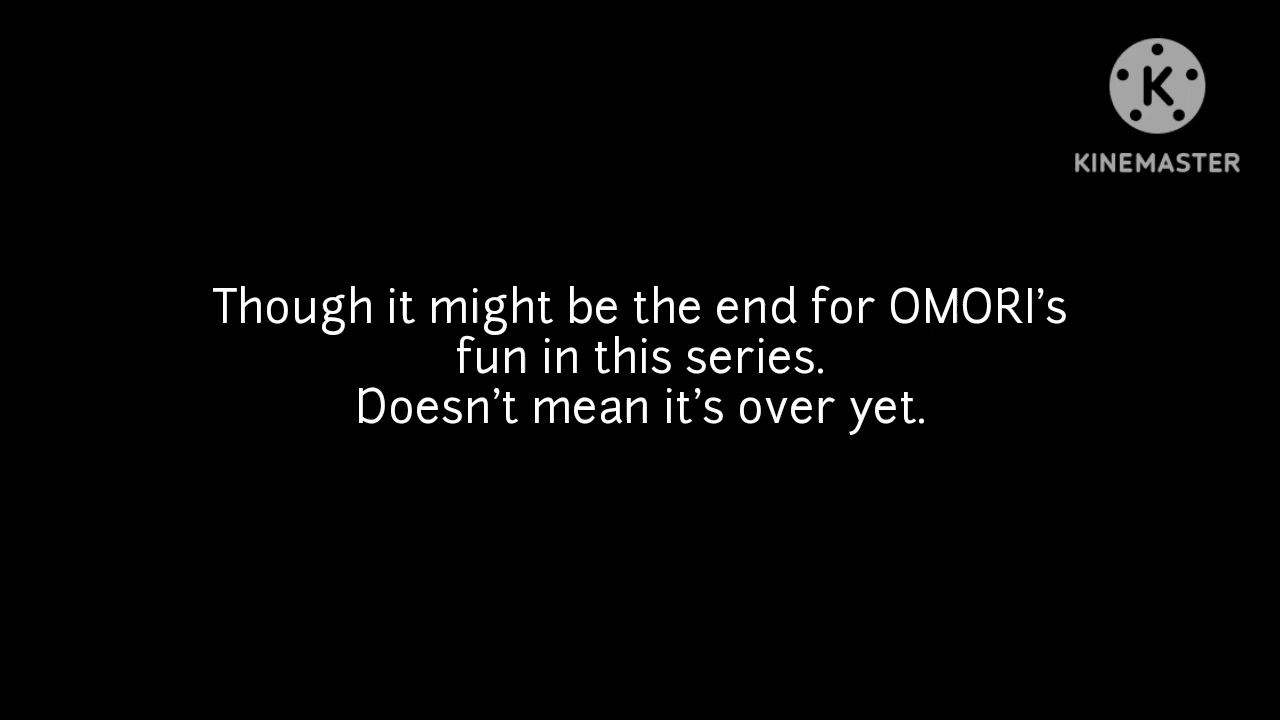 K
KINEMASTER
Though it might be the end for OMORI’s
fun in this series.
Doesn’t mean it’s over yet.